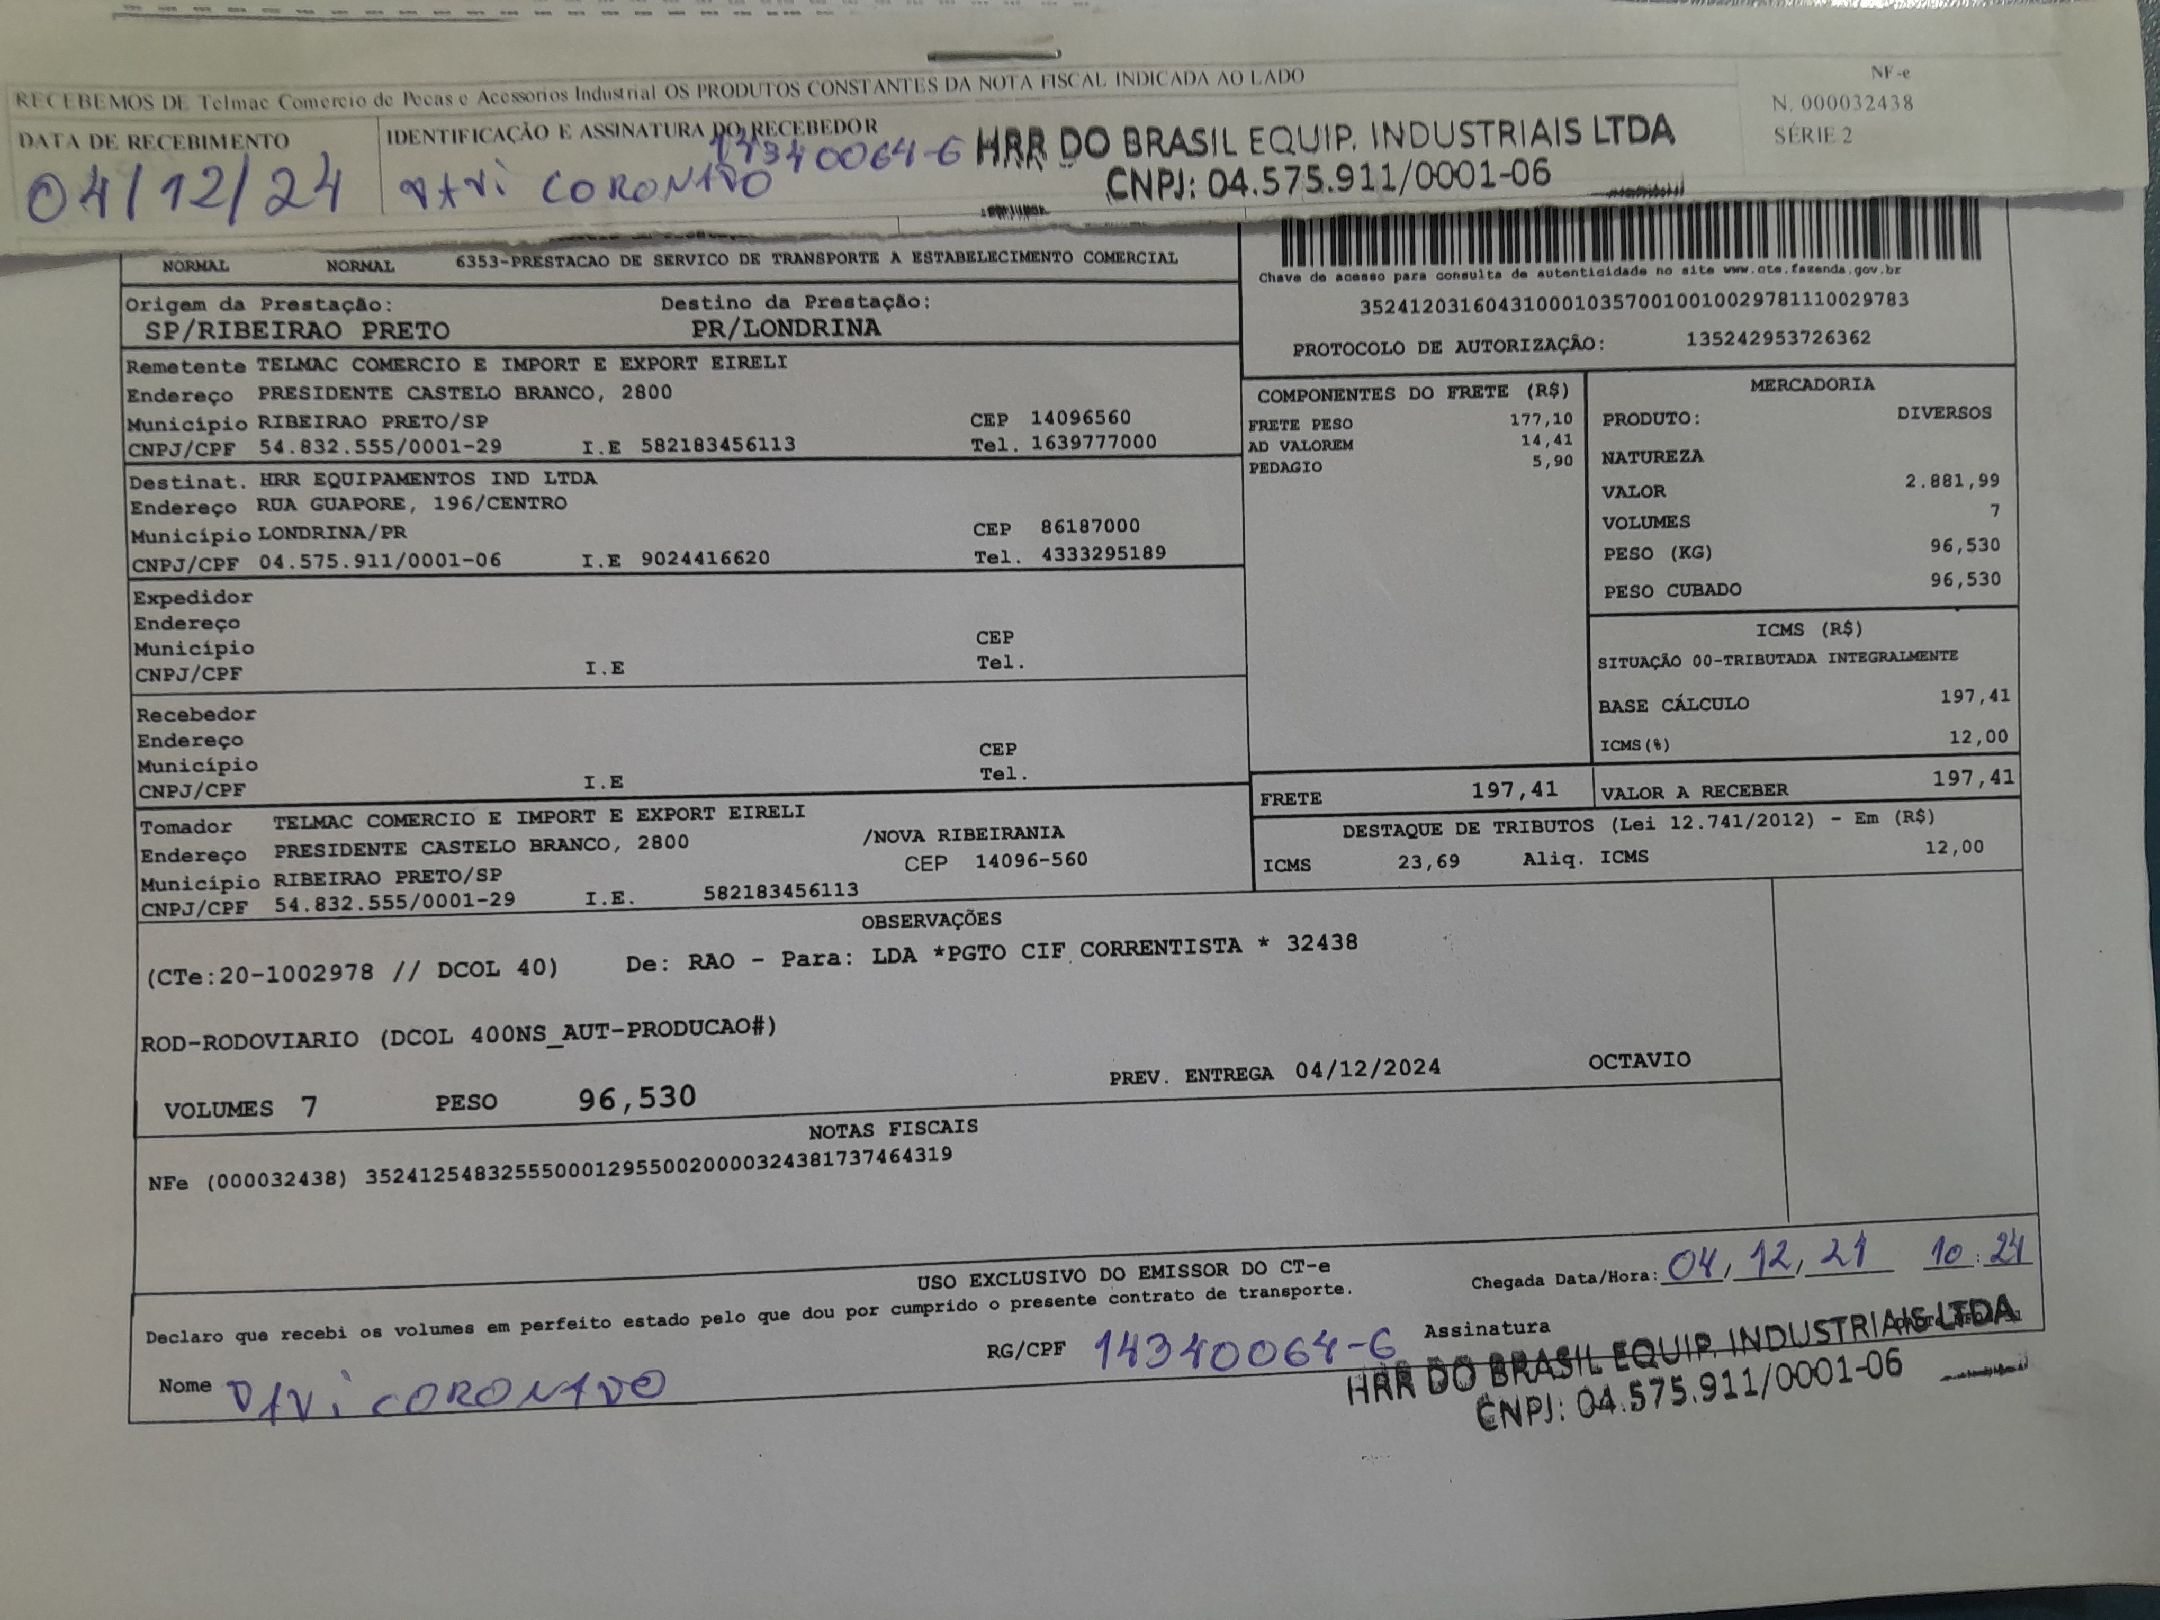 RECEBEMOS DE Telmac Comercio de Pecas e Acessorios Industrial OS PRODUTOS CONSTANTES DA NOTA FISCAL INDICADA AO LADO
NF-e
N. 000032438
SÉRIE 2
DATA DE RECEBIMENTO
04/12/24
IDENTIFICAÇÃO E ASSINATURA DO RECEBEDOR
14340064-6
DAVi CORONADO
HRR DO BRASIL EQUIP. INDUSTRIAIS LTDA
CNPJ: 04.575.911/0001-06
NORMAL NORMAL 6353-PRESTACAO DE SERVICO DE TRANSPORTE A ESTABELECIMENTO COMERCIAL
Chave de acesso para consulta de autenticidade no site www.cte.fazenda.gov.br
35241203160431000103570010010029781110029783
PROTOCOLO DE AUTORIZAÇÃO: 135242953726362
Origem da Prestação: Destino da Prestação:
SP/RIBEIRAO PRETO PR/LONDRINA
Remetente TELMAC COMERCIO E IMPORT E EXPORT EIRELI
Endereço PRESIDENTE CASTELO BRANCO, 2800
Município RIBEIRAO PRETO/SP CEP 14096560
CNPJ/CPF 54.832.555/0001-29 I.E 582183456113 Tel. 1639777000
Destinat. HRR EQUIPAMENTOS IND LTDA
Endereço RUA GUAPORE, 196/CENTRO
Município LONDRINA/PR CEP 86187000
CNPJ/CPF 04.575.911/0001-06 I.E 9024416620 Tel. 4333295189
Expedidor
Endereço
Município CEP
CNPJ/CPF I.E Tel.
Recebedor
Endereço
Município CEP
CNPJ/CPF I.E Tel.
Tomador TELMAC COMERCIO E IMPORT E EXPORT EIRELI
Endereço PRESIDENTE CASTELO BRANCO, 2800 /NOVA RIBEIRANIA
Município RIBEIRAO PRETO/SP CEP 14096-560
CNPJ/CPF 54.832.555/0001-29 I.E. 582183456113
COMPONENTES DO FRETE (R$)
FRETE PESO 177,10
AD VALOREM 14,41
PEDAGIO 5,90
MERCADORIA
PRODUTO: DIVERSOS
NATUREZA
VALOR 2.881,99
VOLUMES 7
PESO (KG) 96,530
PESO CUBADO 96,530
ICMS (R$)
SITUAÇÃO 00-TRIBUTADA INTEGRALMENTE
BASE CÁLCULO 197,41
ICMS(%) 12,00
FRETE 197,41 VALOR A RECEBER 197,41
DESTAQUE DE TRIBUTOS (Lei 12.741/2012) - Em (R$)
ICMS 23,69 Aliq. ICMS 12,00
OBSERVAÇÕES
(CTe:20-1002978 // DCOL 40) De: RAO - Para: LDA *PGTO CIF CORRENTISTA * 32438
ROD-RODOVIARIO (DCOL 400NS_AUT-PRODUCAO#)
VOLUMES 7 PESO 96,530 PREV. ENTREGA 04/12/2024 OCTAVIO
NOTAS FISCAIS
NFe (000032438) 35241254832555000129550020000324381737464319
USO EXCLUSIVO DO EMISSOR DO CT-e
Chegada Data/Hora: 04, 12, 21 10:24
Declaro que recebi os volumes em perfeito estado pelo que dou por cumprido o presente contrato de transporte.
Nome DAVi CORONADO RG/CPF 14340064-6 Assinatura
HRR DO BRASIL EQUIP. INDUSTRIAIS LTDA
CNPJ: 04.575.911/0001-06